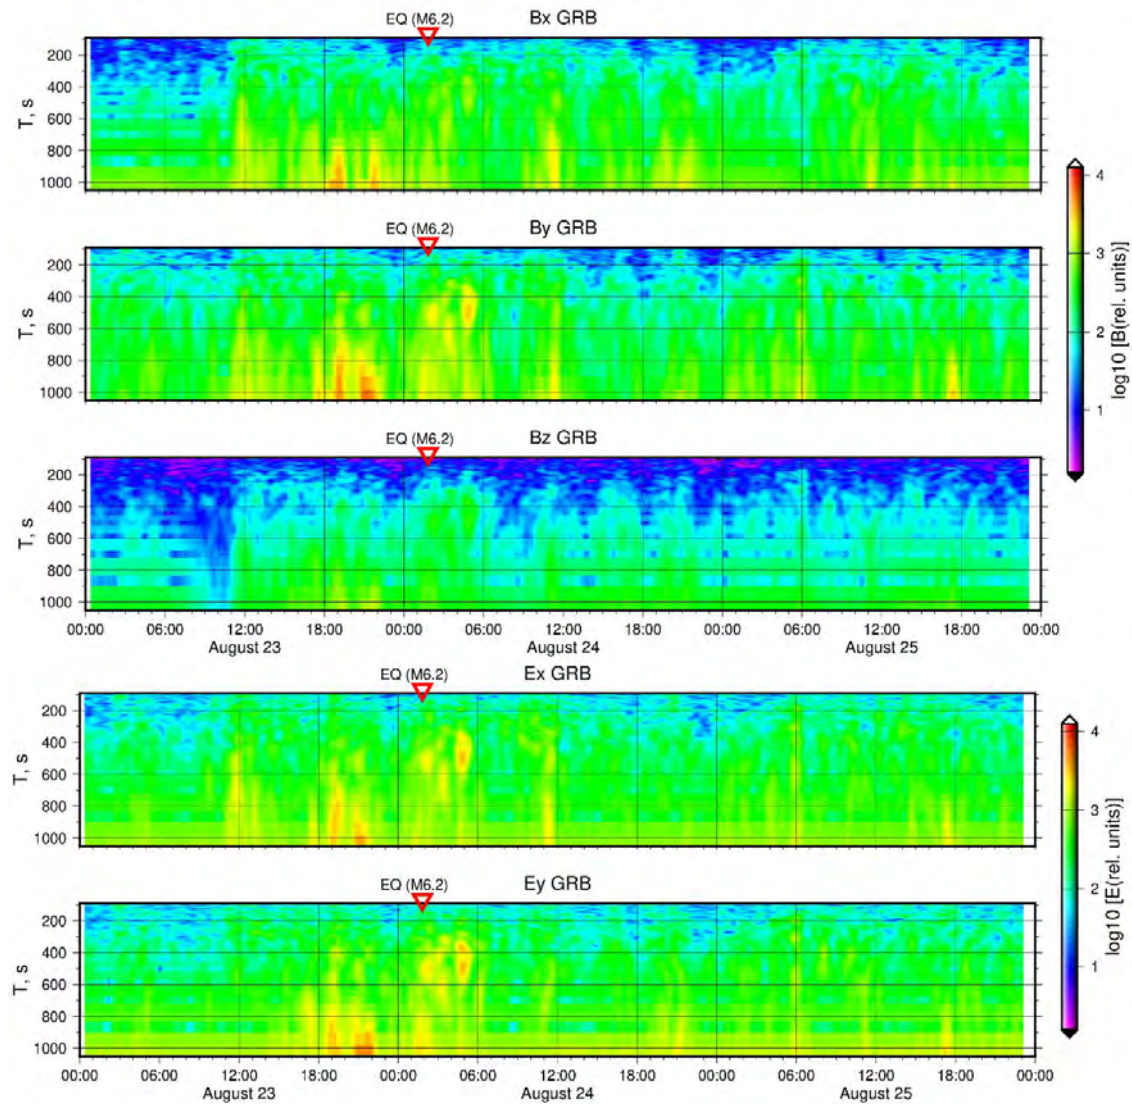 EQ (M6.2) Bx GRB
T, s
200
400
600
800
1000
EQ (M6.2) By GRB
T, s
200
400
600
800
1000
EQ (M6.2) Bz GRB
T, s
200
400
600
800
1000
00:00 06:00 12:00 18:00 00:00 06:00 12:00 18:00 00:00 06:00 12:00 18:00 00:00
August 23 August 24 August 25
4
3
2
1
log10 [B(rel. units)]
EQ (M6.2) Ex GRB
T, s
200
400
600
800
1000
EQ (M6.2) Ey GRB
T, s
200
400
600
800
1000
00:00 06:00 12:00 18:00 00:00 06:00 12:00 18:00 00:00 06:00 12:00 18:00 00:00
August 23 August 24 August 25
4
3
2
1
log10 [E(rel. units)]